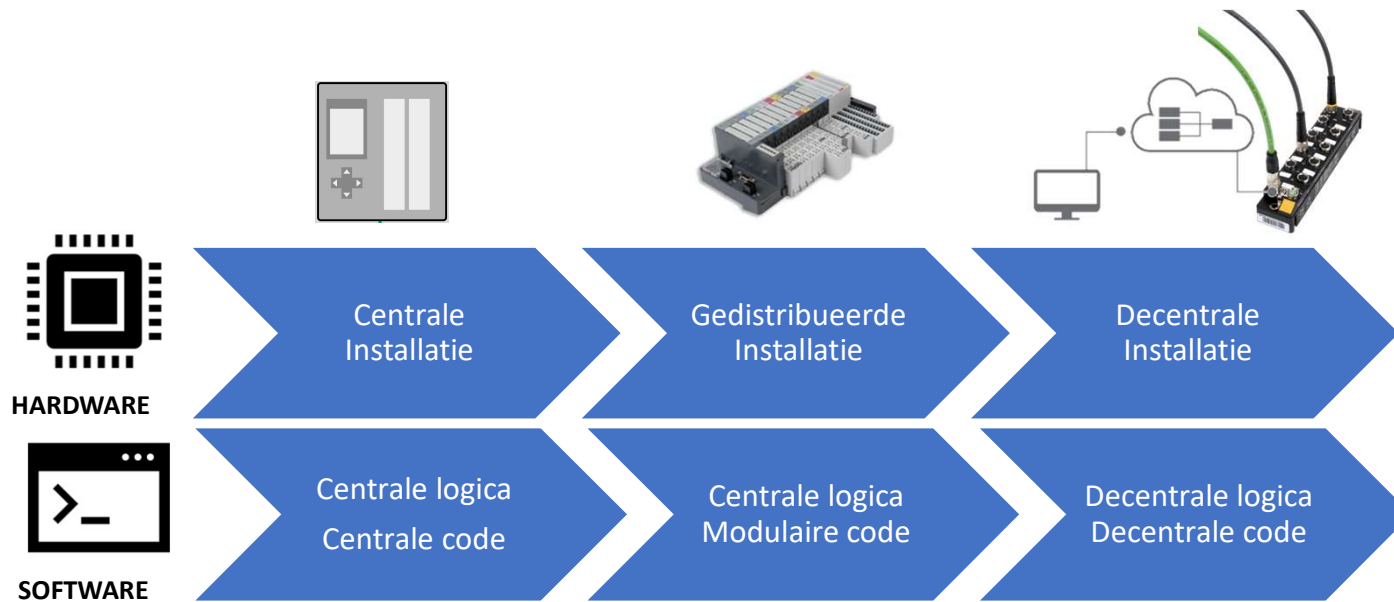 HARDWARE
Centrale
Installatie
Gedistribueerde
Installatie
Decentrale
Installatie
SOFTWARE
Centrale logica
Centrale code
Centrale logica
Modulaire code
Decentrale logica
Decentrale code